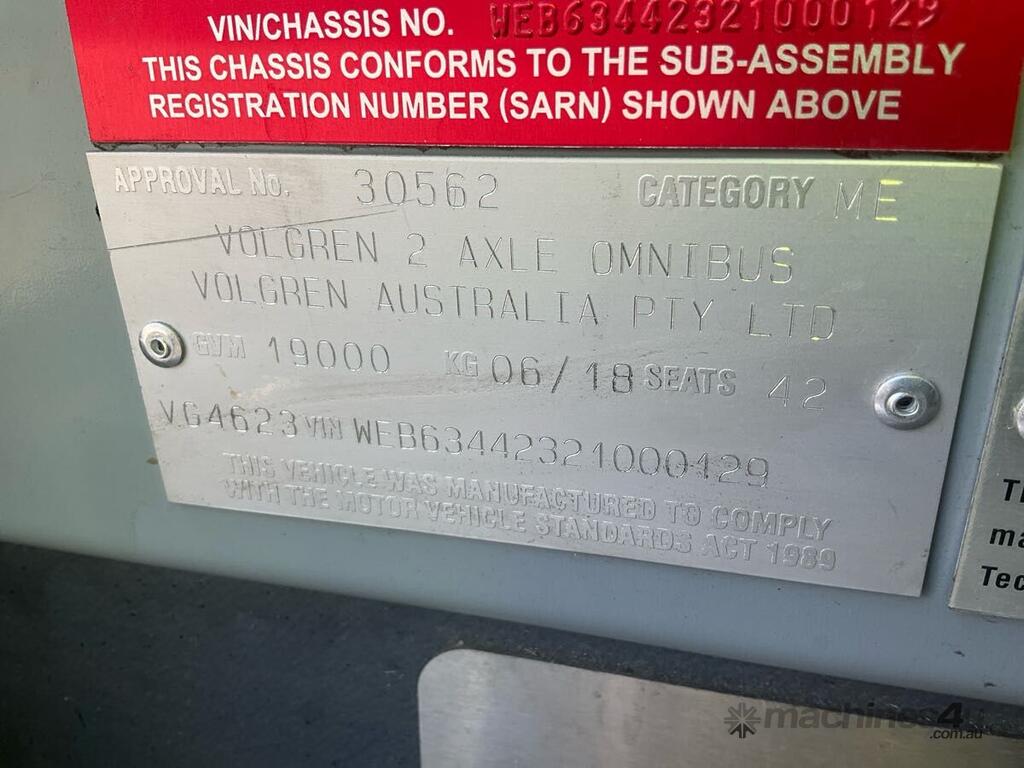 VIN/CHASSIS NO. WEB63442321000129
THIS CHASSIS CONFORMS TO THE SUB-ASSEMBLY
REGISTRATION NUMBER (SARN) SHOWN ABOVE
APPROVAL No. 30562 CATEGORY ME
VOLGREN 2 AXLE OMNIBUS
VOLGREN AUSTRALIA PTY LTD
GVM 19000 KG 06/18 SEATS 42
VG4623 VIN WEB63442321000129
THIS VEHICLE WAS MANUFACTURED TO COMPLY
WITH THE MOTOR VEHICLE STANDARDS ACT 1989
machines4u
.com.au